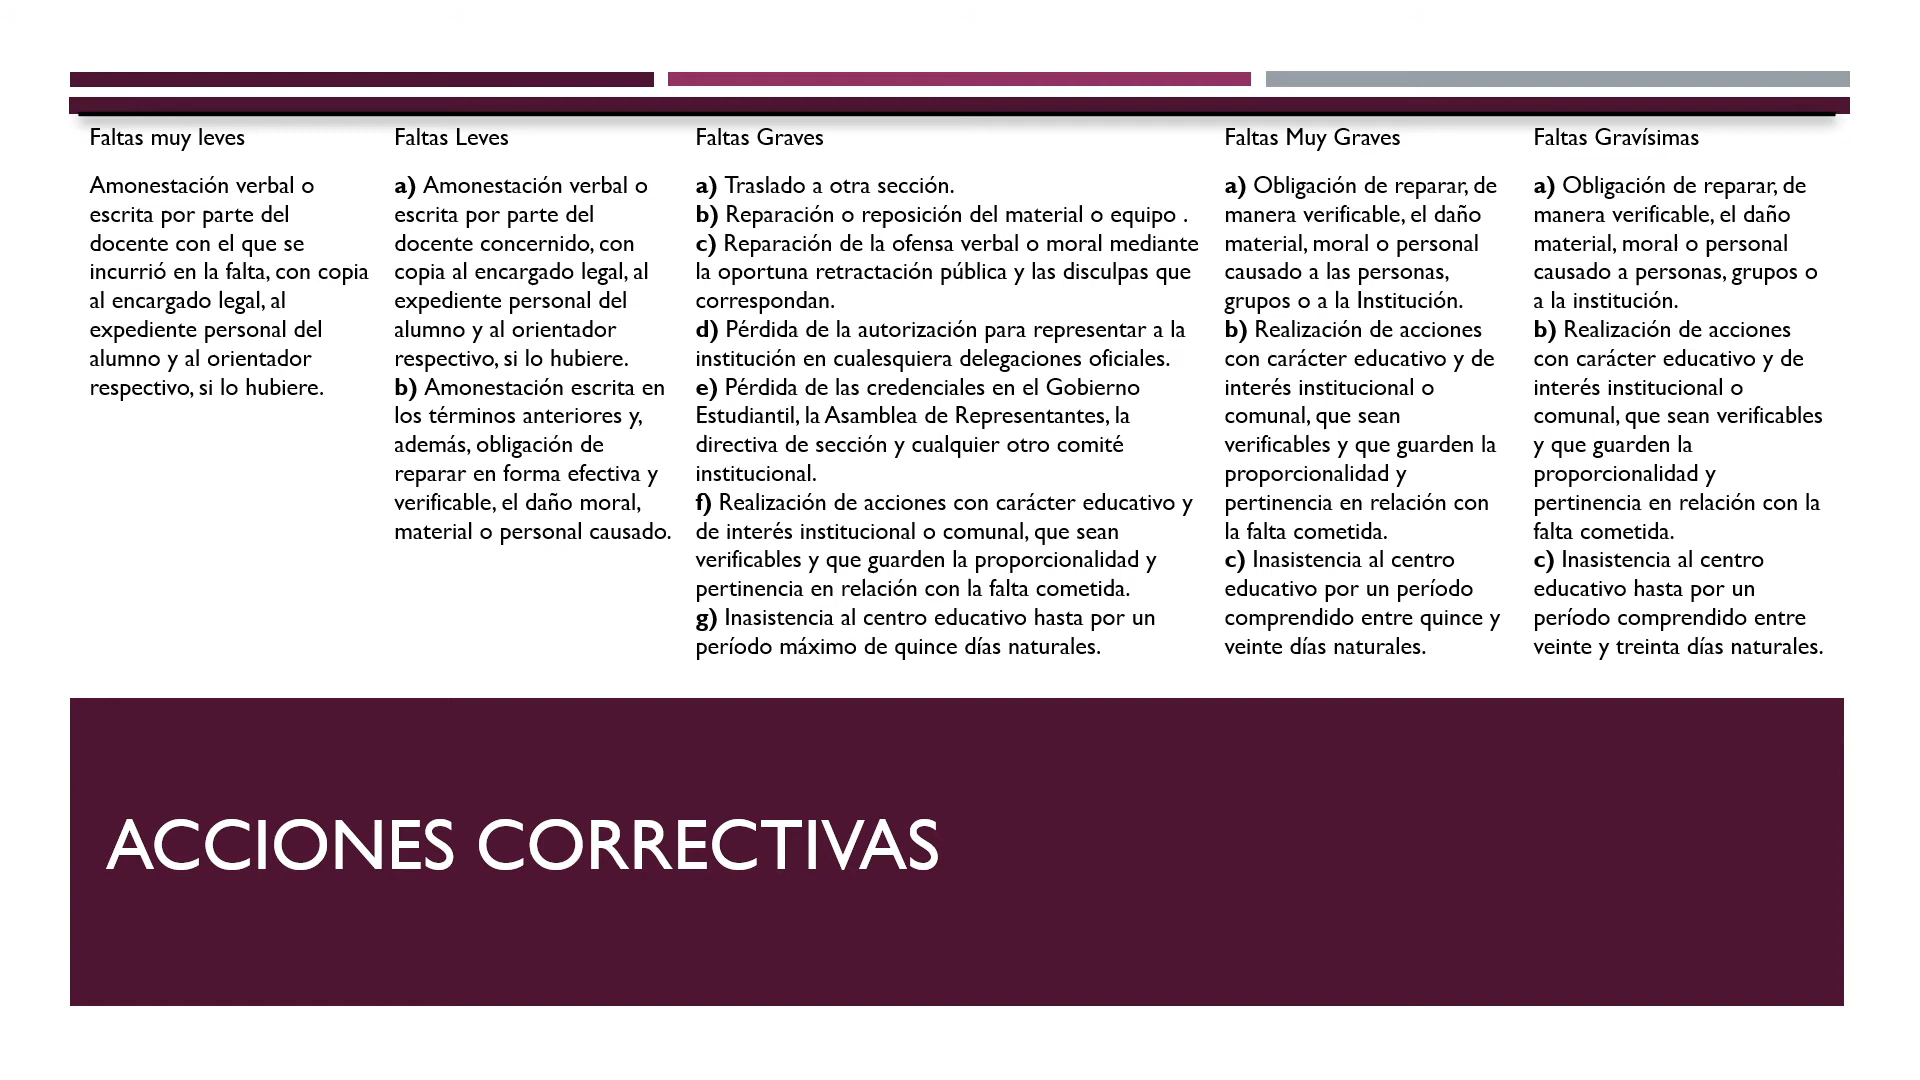 Faltas muy leves
Amonestación verbal o
escrita por parte del
docente con el que se
incurrió en la falta, con copia
al encargado legal, al
expediente personal del
alumno y al orientador
respectivo, si lo hubiere.
Faltas Leves
a) Amonestación verbal o
escrita por parte del
docente concernido, con
copia al encargado legal, al
expediente personal del
alumno y al orientador
respectivo, si lo hubiere.
b) Amonestación escrita en
los términos anteriores y,
además, obligación de
reparar en forma efectiva y
verificable, el daño moral,
material o personal causado.
Faltas Graves
a) Traslado a otra sección.
b) Reparación o reposición del material o equipo .
c) Reparación de la ofensa verbal o moral mediante
la oportuna retractación pública y las disculpas que
correspondan.
d) Pérdida de la autorización para representar a la
institución en cualesquiera delegaciones oficiales.
e) Pérdida de las credenciales en el Gobierno
Estudiantil, la Asamblea de Representantes, la
directiva de sección y cualquier otro comité
institucional.
f) Realización de acciones con carácter educativo y
de interés institucional o comunal, que sean
verificables y que guarden la proporcionalidad y
pertinencia en relación con la falta cometida.
g) Inasistencia al centro educativo hasta por un
período máximo de quince días naturales.
Faltas Muy Graves
a) Obligación de reparar, de
manera verificable, el daño
material, moral o personal
causado a las personas,
grupos o a la Institución.
b) Realización de acciones
con carácter educativo y de
interés institucional o
comunal, que sean
verificables y que guarden la
proporcionalidad y
pertinencia en relación con
la falta cometida.
c) Inasistencia al centro
educativo por un período
comprendido entre quince y
veinte días naturales.
Faltas Gravísimas
a) Obligación de reparar, de
manera verificable, el daño
material, moral o personal
causado a personas, grupos o
a la institución.
b) Realización de acciones
con carácter educativo y de
interés institucional o
comunal, que sean verificables
y que guarden la
proporcionalidad y
pertinencia en relación con la
falta cometida.
c) Inasistencia al centro
educativo hasta por un
período comprendido entre
veinte y treinta días naturales.
ACCIONES CORRECTIVAS